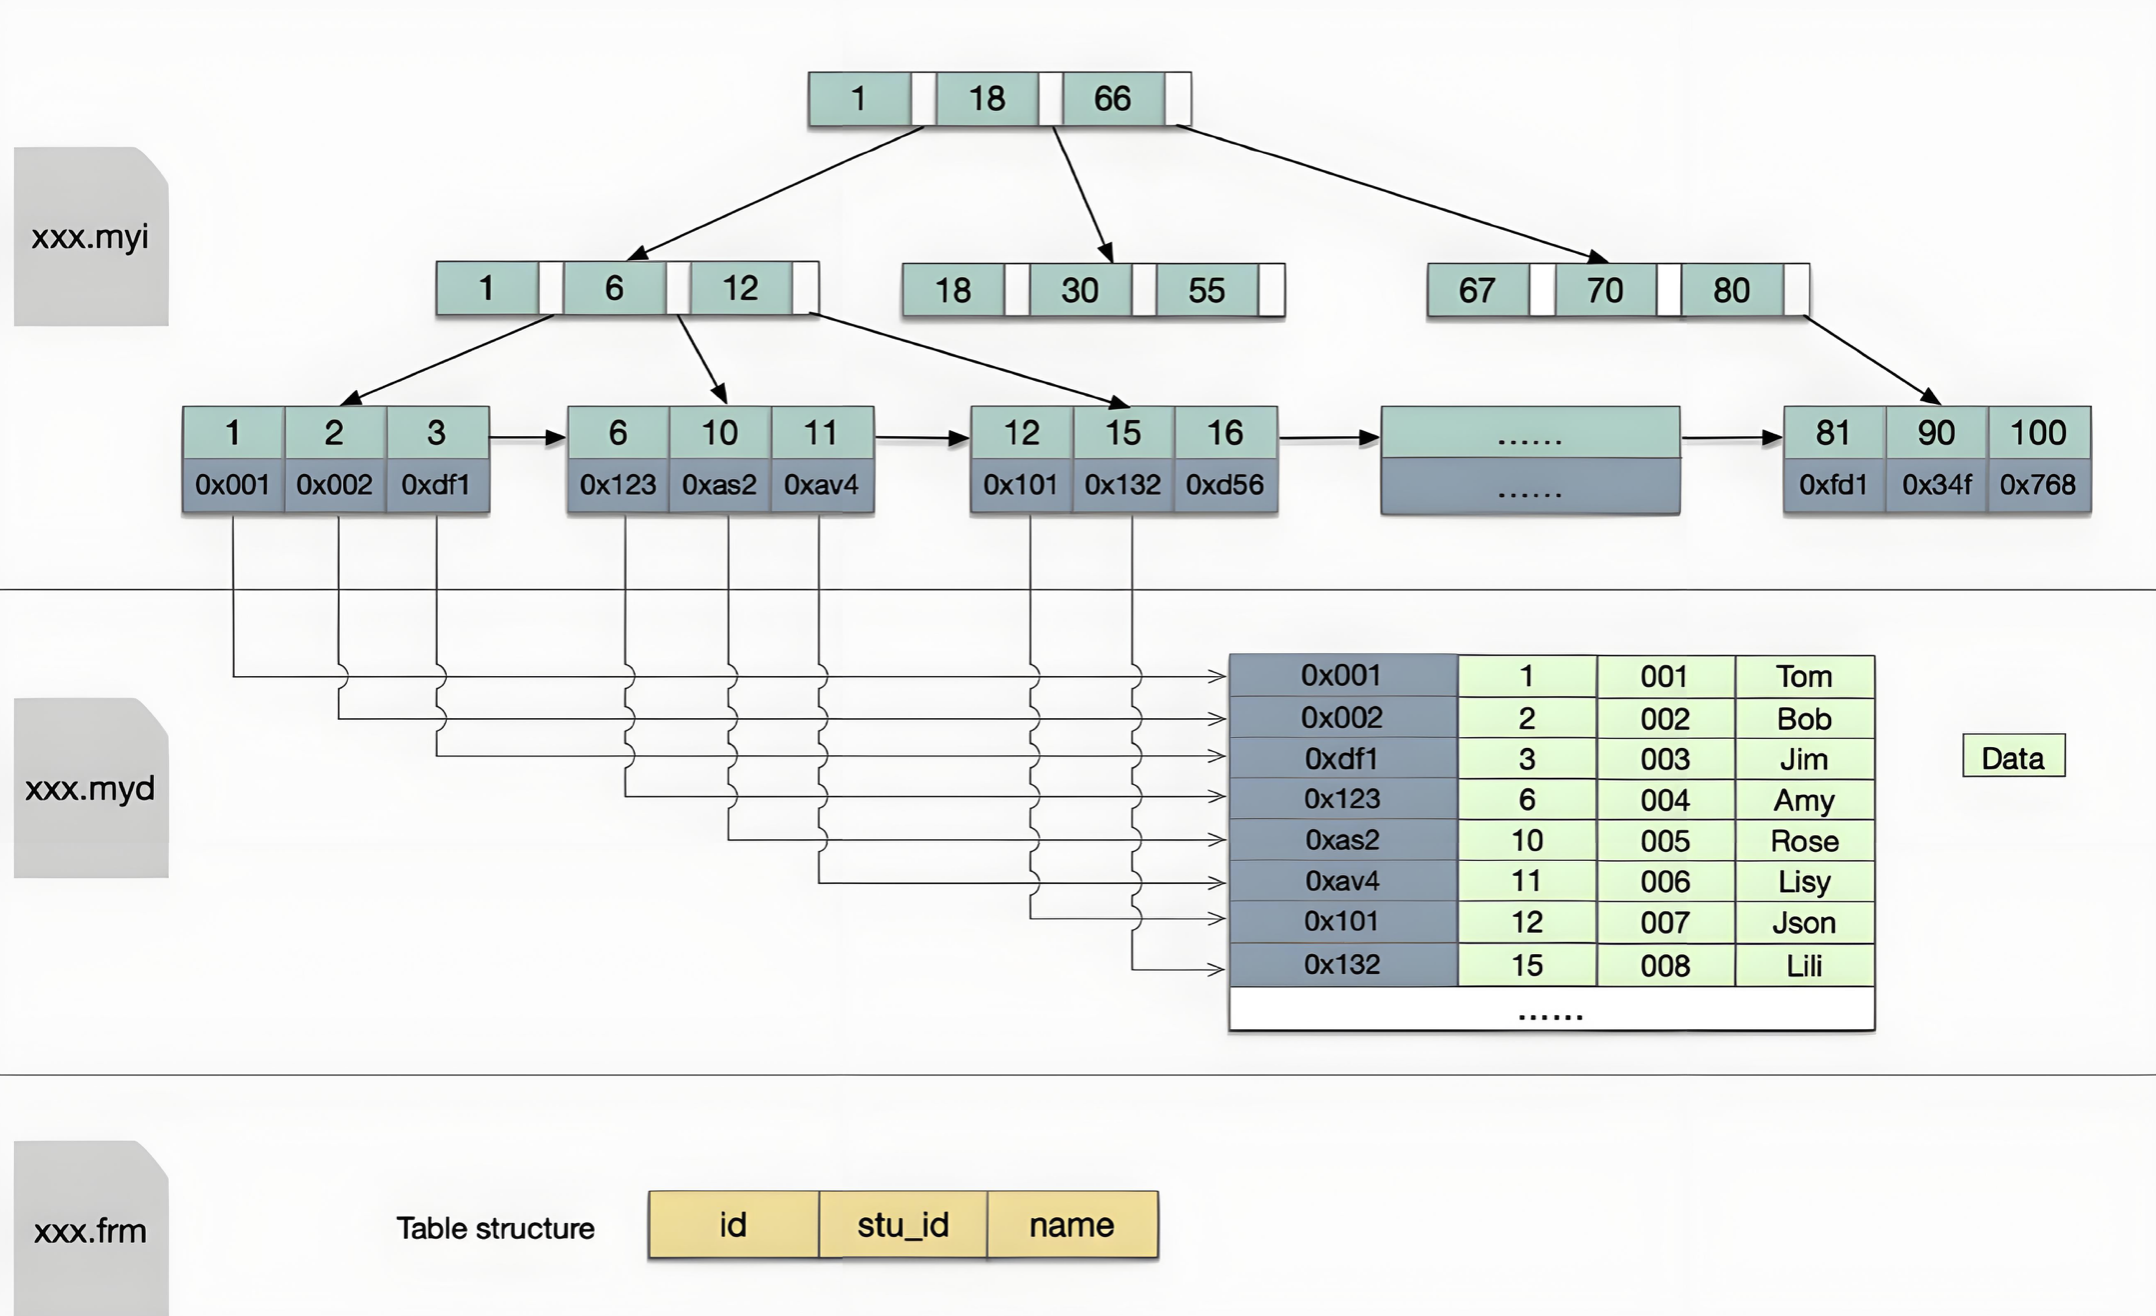 1 18 66
xxx.myi
1 6 12
18 30 55
67 70 80
1 2 3
0x001 0x002 0xdf1
6 10 11
0x123 0xas2 0xav4
12 15 16
0x101 0x132 0xd56
......
......
81 90 100
0xfd1 0x34f 0x768
xxx.myd
0x001 1 001 Tom
0x002 2 002 Bob
0xdf1 3 003 Jim
0x123 6 004 Amy
0xas2 10 005 Rose
0xav4 11 006 Lisy
0x101 12 007 Json
0x132 15 008 Lili
......
Data
xxx.frm
Table structure
id stu_id name